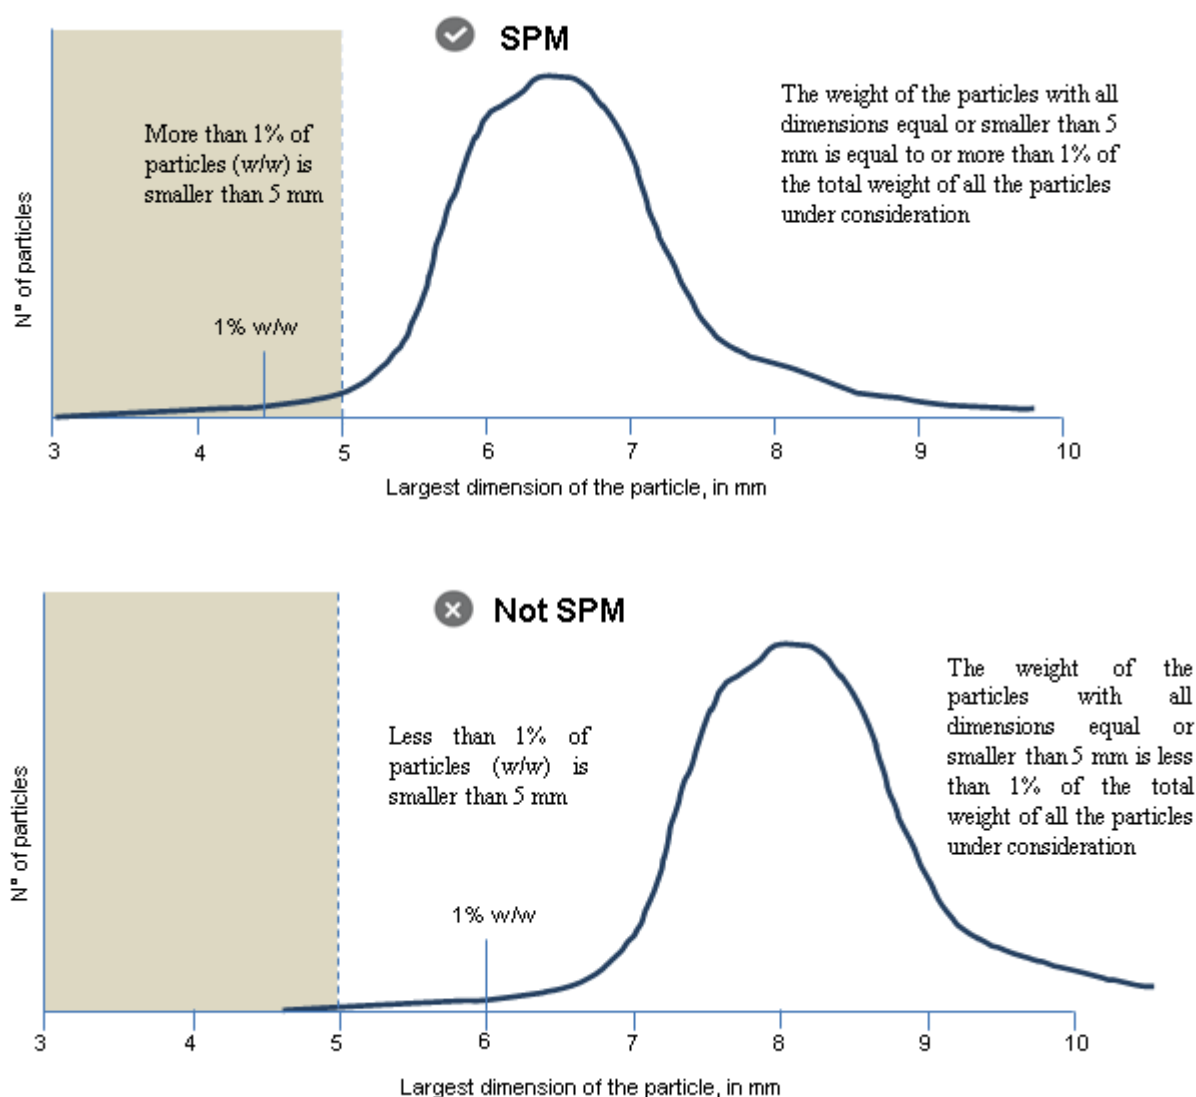 SPM
The weight of the particles with all
dimensions equal or smaller than 5
mm is equal to or more than 1% of
the total weight of all the particles
under consideration
More than 1% of
particles (w/w) is
smaller than 5 mm
N° of particles
1% w/w
3 4 5 6 7 8 9 10
Largest dimension of the particle, in mm
Not SPM
The weight of the
particles with all
dimensions equal or
smaller than 5 mm is less
than 1% of the total
weight of all the particles
under consideration
Less than 1% of
particles (w/w) is
smaller than 5 mm
N° of particles
1% w/w
3 4 5 6 7 8 9 10
Largest dimension of the particle, in mm